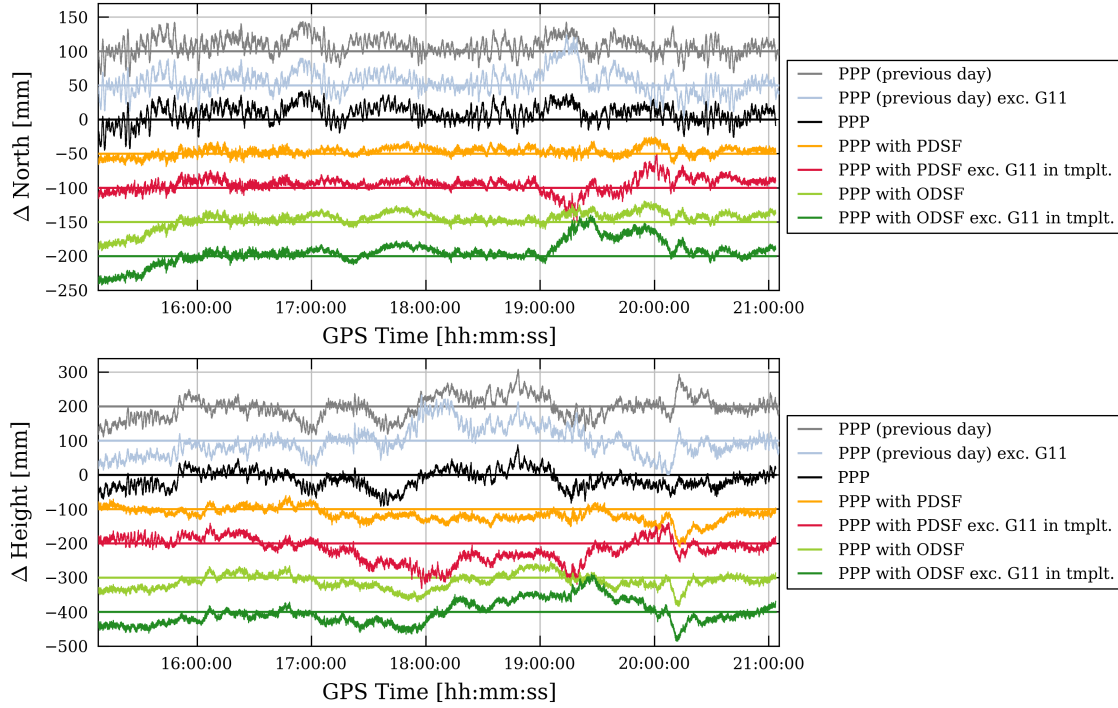 150
100
50
0
−50
−100
−150
−200
−250
Δ North [mm]
16:00:00 17:00:00 18:00:00 19:00:00 20:00:00 21:00:00
GPS Time [hh:mm:ss]
PPP (previous day)
PPP (previous day) exc. G11
PPP
PPP with PDSF
PPP with PDSF exc. G11 in tmplt.
PPP with ODSF
PPP with ODSF exc. G11 in tmplt.
300
200
100
0
−100
−200
−300
−400
−500
Δ Height [mm]
16:00:00 17:00:00 18:00:00 19:00:00 20:00:00 21:00:00
GPS Time [hh:mm:ss]
PPP (previous day)
PPP (previous day) exc. G11
PPP
PPP with PDSF
PPP with PDSF exc. G11 in tmplt.
PPP with ODSF
PPP with ODSF exc. G11 in tmplt.